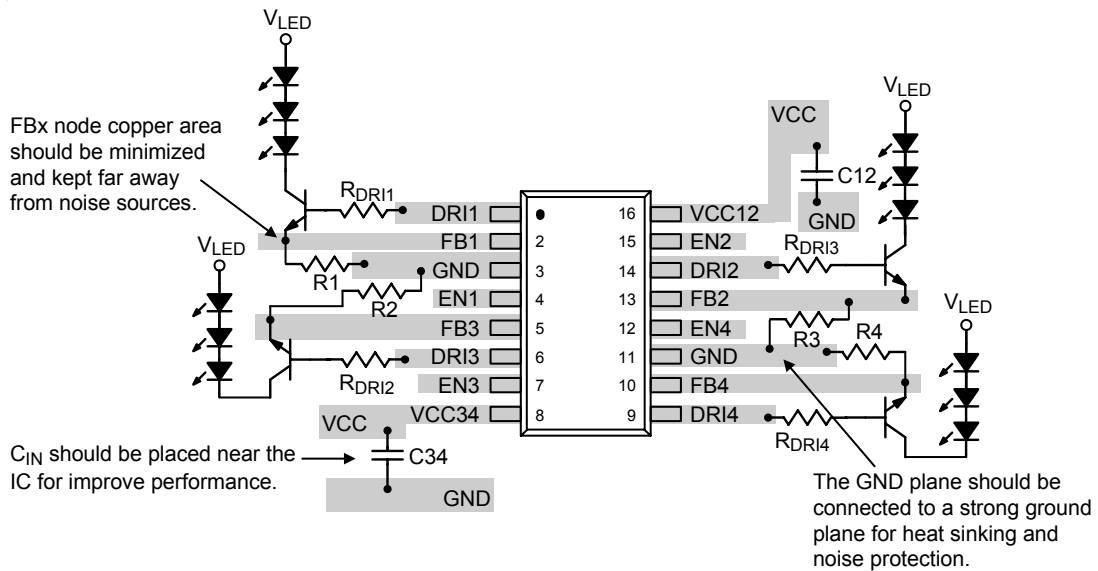 VLED
FBx node copper area
should be minimized
and kept far away
from noise sources.
RDRI1
VLED
R1
R2
RDRI2
DRI1
FB1
GND
EN1
FB3
DRI3
EN3
VCC34
2
3
4
5
6
7
8
16
15
14
13
12
11
10
9
VCC12
EN2
DRI2
FB2
EN4
GND
FB4
DRI4
VCC
C12
GND
VLED
RDRI3
R3
R4
VLED
RDRI4
VCC
C34
GND
CIN should be placed near the
IC for improve performance.
The GND plane should be
connected to a strong ground
plane for heat sinking and
noise protection.